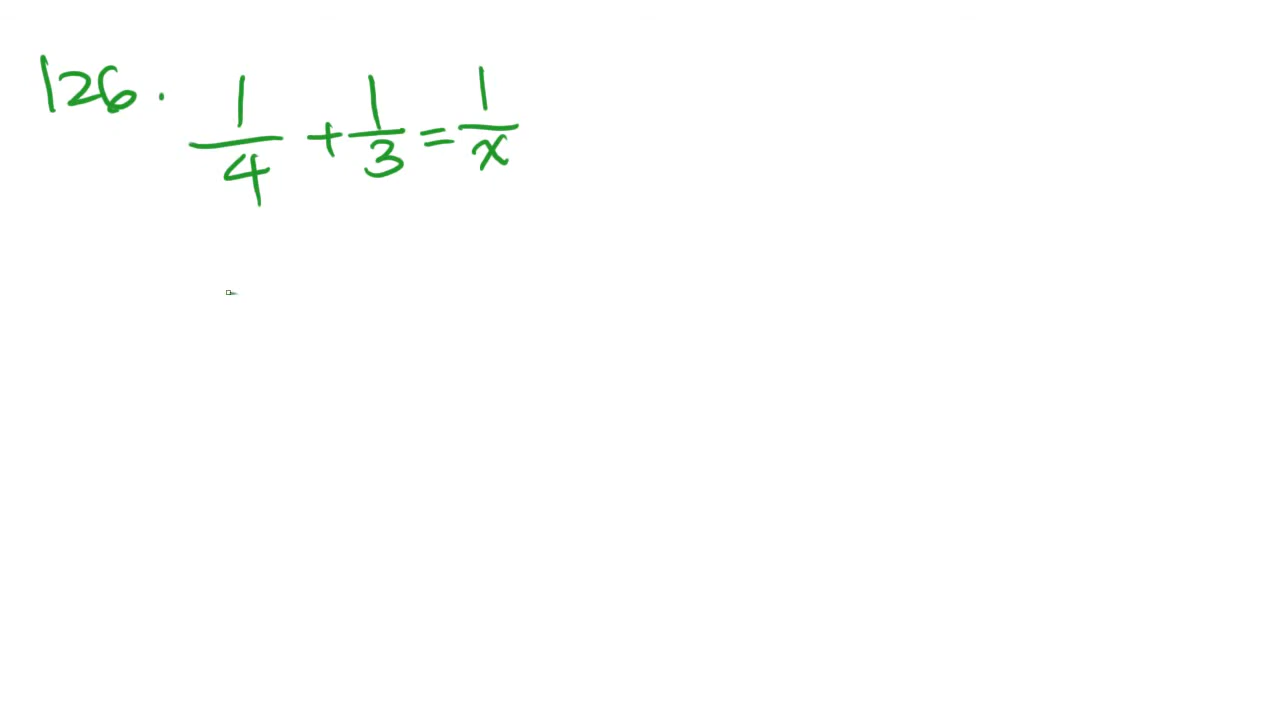 126. 1/4 + 1/3 = 1/x